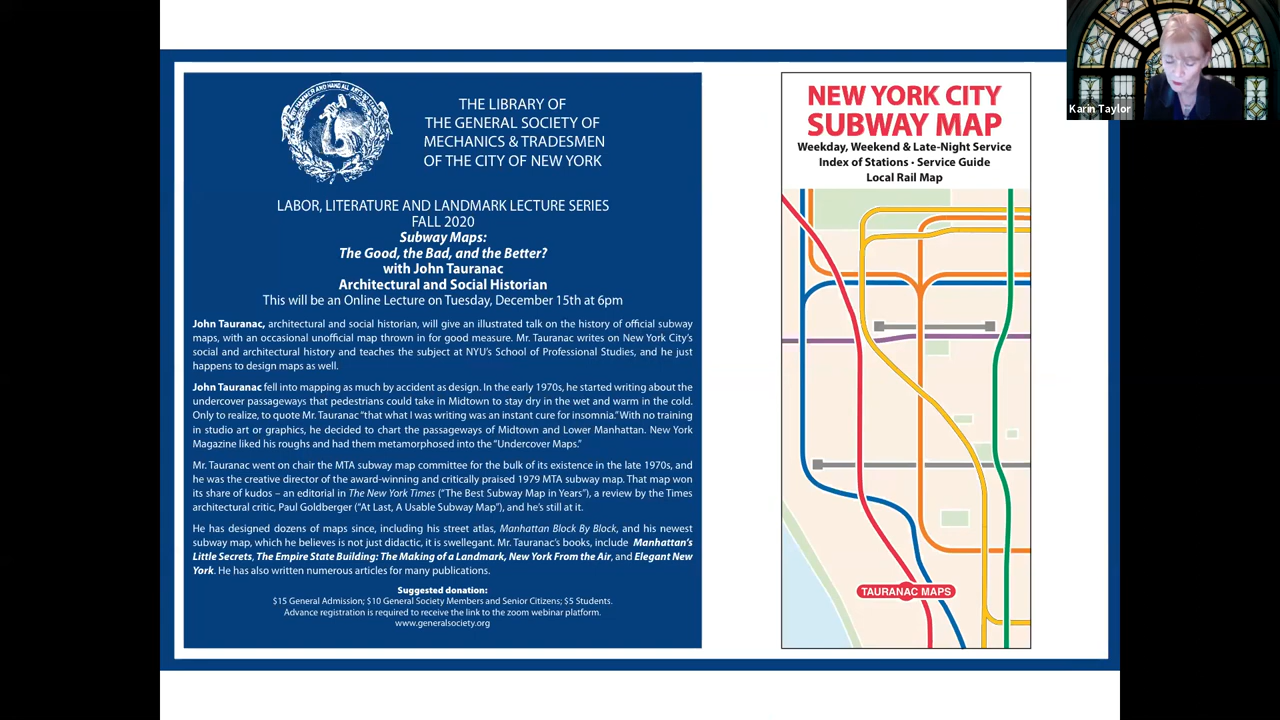 THE LIBRARY OF
THE GENERAL SOCIETY OF
MECHANICS & TRADESMEN
OF THE CITY OF NEW YORK
LABOR, LITERATURE AND LANDMARK LECTURE SERIES
FALL 2020
Subway Maps:
The Good, the Bad, and the Better?
with John Tauranac
Architectural and Social Historian
This will be an Online Lecture on Tuesday, December 15th at 6pm
John Tauranac, architectural and social historian, will give an illustrated talk on the history of official subway
maps, with an occasional unofficial map thrown in for good measure. Mr. Tauranac writes on New York City's
social and architectural history and teaches the subject at NYU's School of Professional Studies, and he just
happens to design maps as well.
John Tauranac fell into mapping as much by accident as design. In the early 1970s, he started writing about the
undercover passageways that pedestrians could take in Midtown to stay dry in the wet and warm in the cold.
Only to realize, to quote Mr. Tauranac "that what I was writing was an instant cure for insomnia." With no training
in studio art or graphics, he decided to chart the passageways of Midtown and Lower Manhattan. New York
Magazine liked his roughs and had them metamorphosed into the "Undercover Maps."
Mr. Tauranac went on chair the MTA subway map committee for the bulk of its existence in the late 1970s, and
he was the creative director of the award-winning and critically praised 1979 MTA subway map. That map won
its share of kudos – an editorial in The New York Times ("The Best Subway Map in Years"), a review by the Times
architectural critic, Paul Goldberger ("At Last, A Usable Subway Map"), and he's still at it.
He has designed dozens of maps since, including his street atlas, Manhattan Block By Block, and his newest
subway map, which he believes is not just didactic, it is swellegant. Mr. Tauranac's books, include Manhattan's
Little Secrets, The Empire State Building: The Making of a Landmark, New York From the Air, and Elegant New
York. He has also written numerous articles for many publications.
Suggested donation:
$15 General Admission; $10 General Society Members and Senior Citizens; $5 Students.
Advance registration is required to receive the link to the zoom webinar platform.
www.generalsociety.org
NEW YORK CITY
SUBWAY MAP
Weekday, Weekend & Late-Night Service
Index of Stations • Service Guide
Local Rail Map
TAURANAC MAPS
Karin Taylor